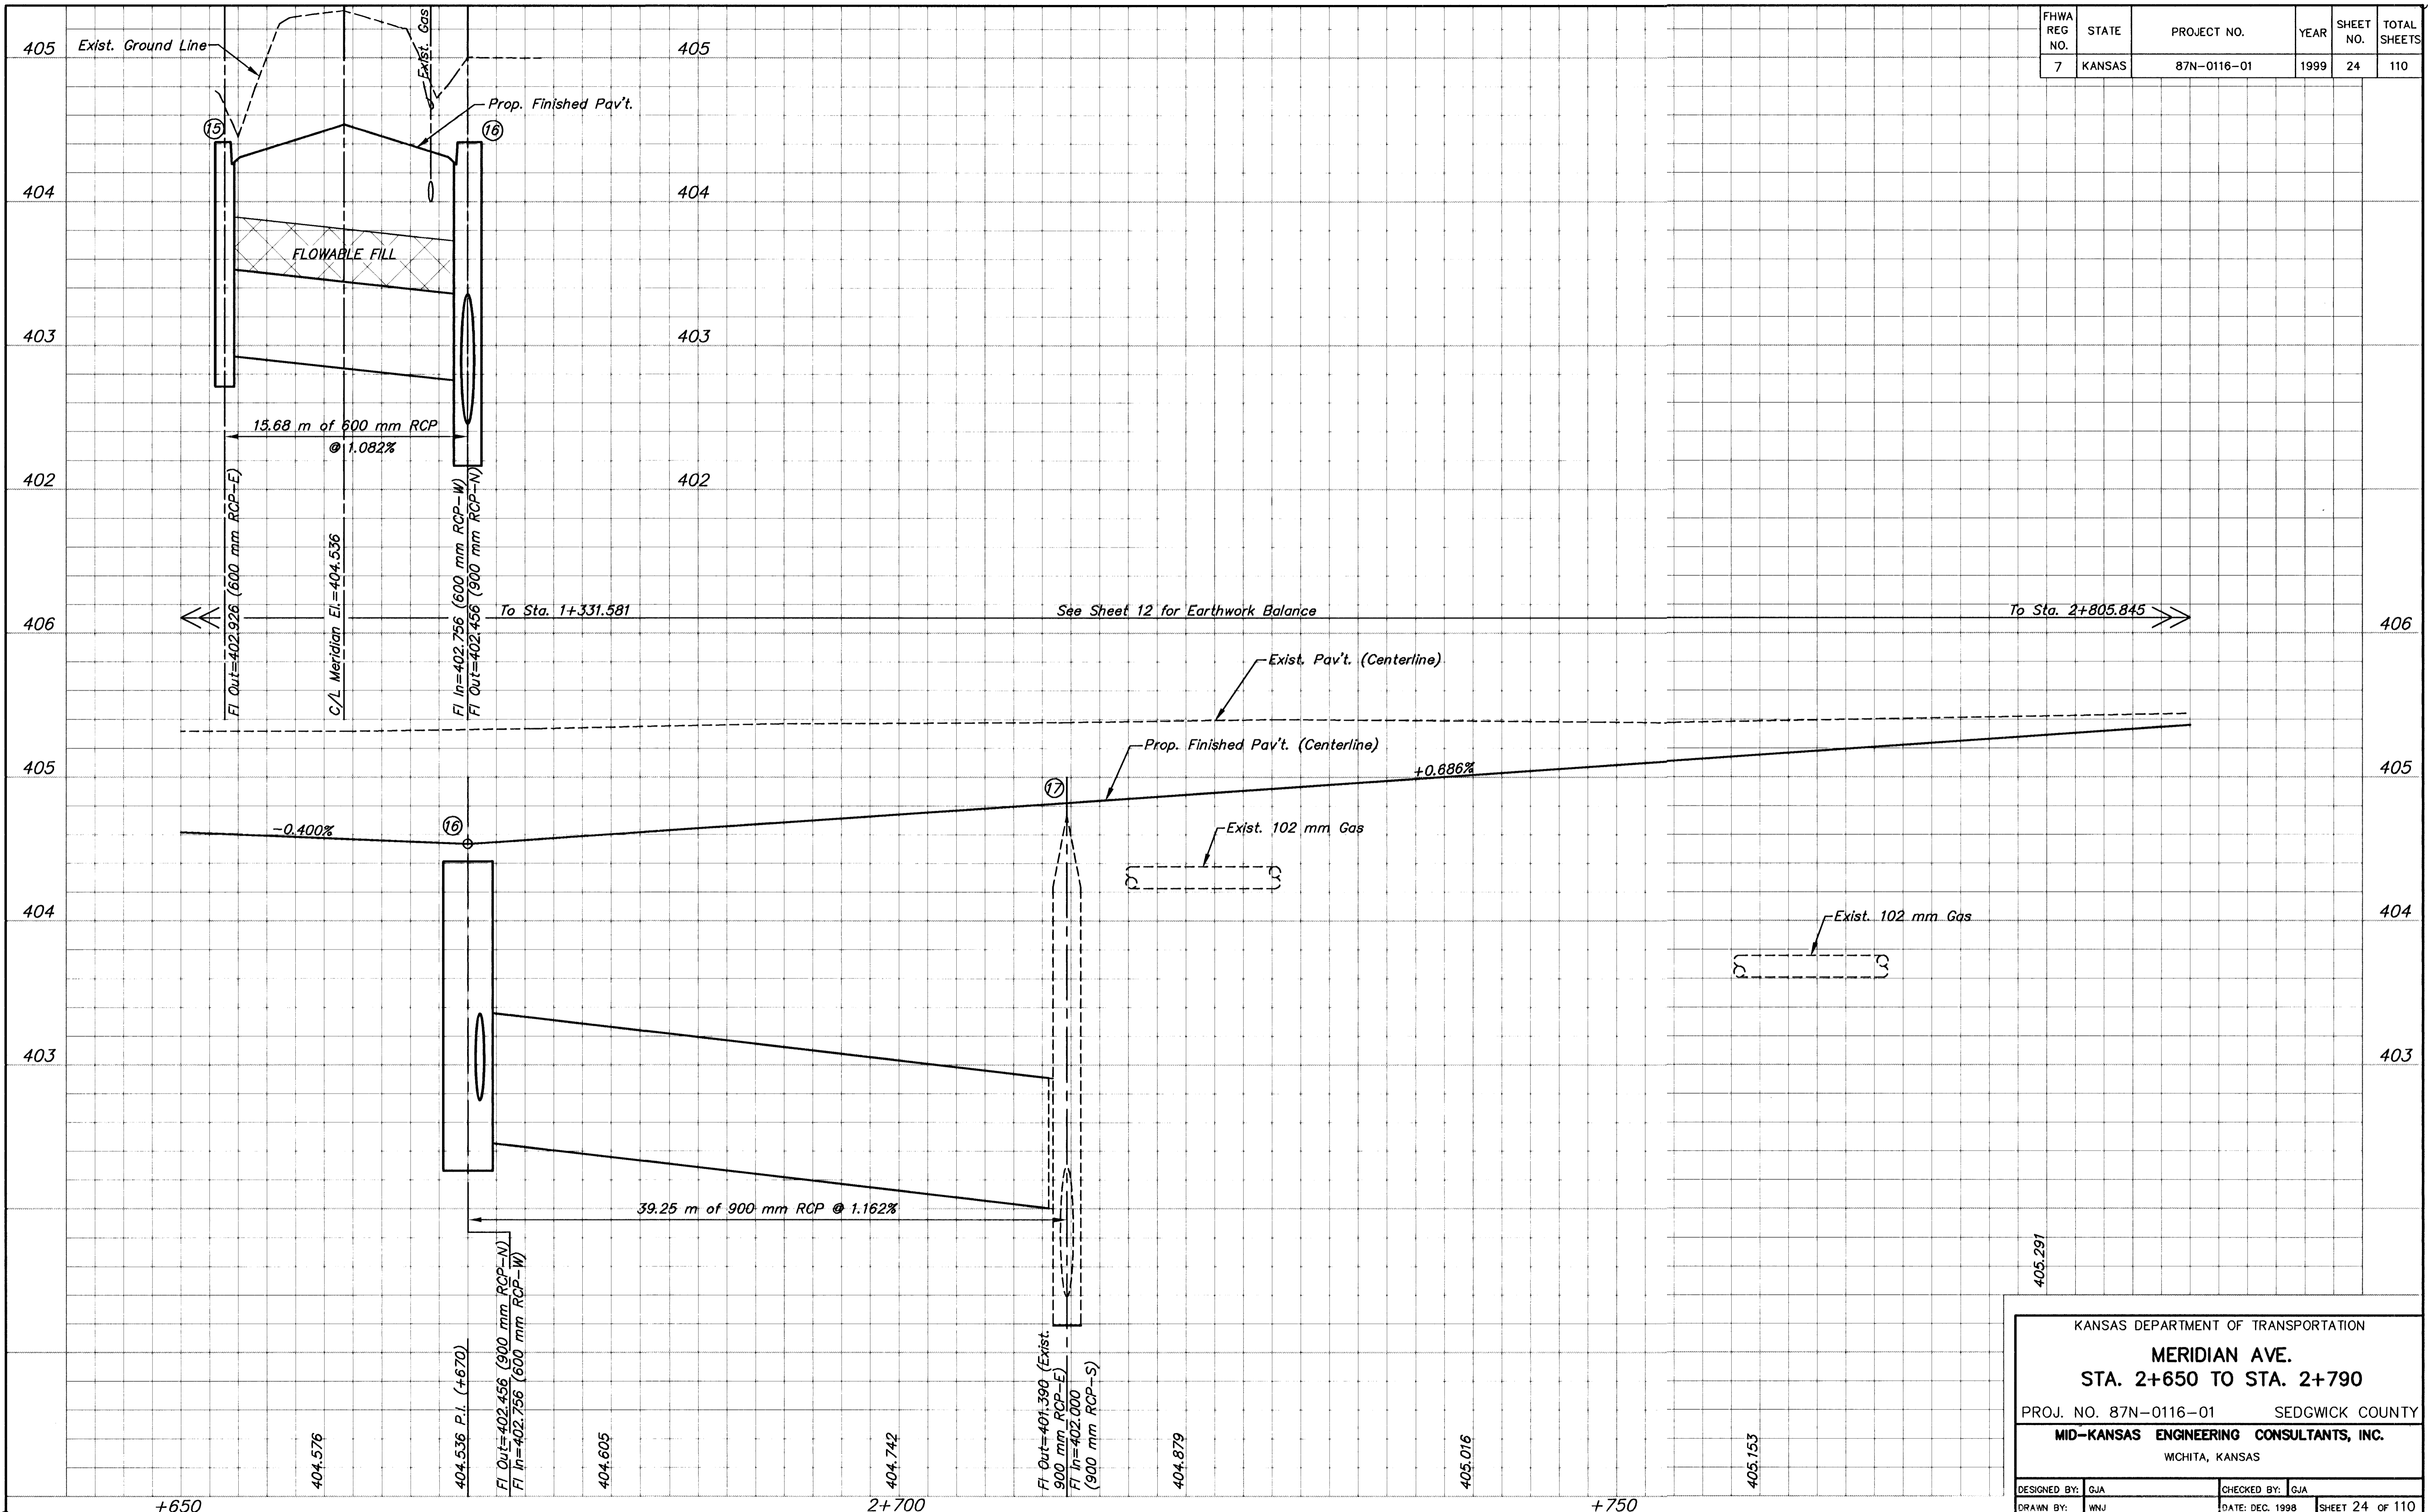 FHWA REG NO. STATE PROJECT NO. YEAR SHEET NO. TOTAL SHEETS
7 KANSAS 87N-0116-01 1999 24 110
405 Exist. Ground Line Exist. Gas 405
Prop. Finished Pav't.
15 16
404 404
FLOWABLE FILL
403 403
15.68 m of 600 mm RCP
@ 1.082%
402 402
Fl Out=402.926 (600 mm RCP-E)
C/L Meridian El.=404.536
Fl In=402.756 (600 mm RCP-W)
Fl Out=402.456 (900 mm RCP-N)
To Sta. 1+331.581 See Sheet 12 for Earthwork Balance To Sta. 2+805.845
406 406
Exist. Pav't. (Centerline)
Prop. Finished Pav't. (Centerline)
405 +0.686% 405
17
-0.400% 16 Exist. 102 mm Gas
404 Exist. 102 mm Gas 404
403 403
39.25 m of 900 mm RCP @ 1.162%
404.576
404.536 P.I. (+670)
Fl Out=402.456 (900 mm RCP-N)
Fl In=402.756 (600 mm RCP-W)
404.605
404.742
Fl Out=401.390 (Exist.
900 mm RCP-E)
Fl In=402.000
(900 mm RCP-S)
404.879
405.016
405.153
405.291
+650 2+700 +750
KANSAS DEPARTMENT OF TRANSPORTATION
MERIDIAN AVE.
STA. 2+650 TO STA. 2+790
PROJ. NO. 87N-0116-01 SEDGWICK COUNTY
MID-KANSAS ENGINEERING CONSULTANTS, INC.
WICHITA, KANSAS
DESIGNED BY: GJA CHECKED BY: GJA
DRAWN BY: WNJ DATE: DEC. 1998 SHEET 24 OF 110